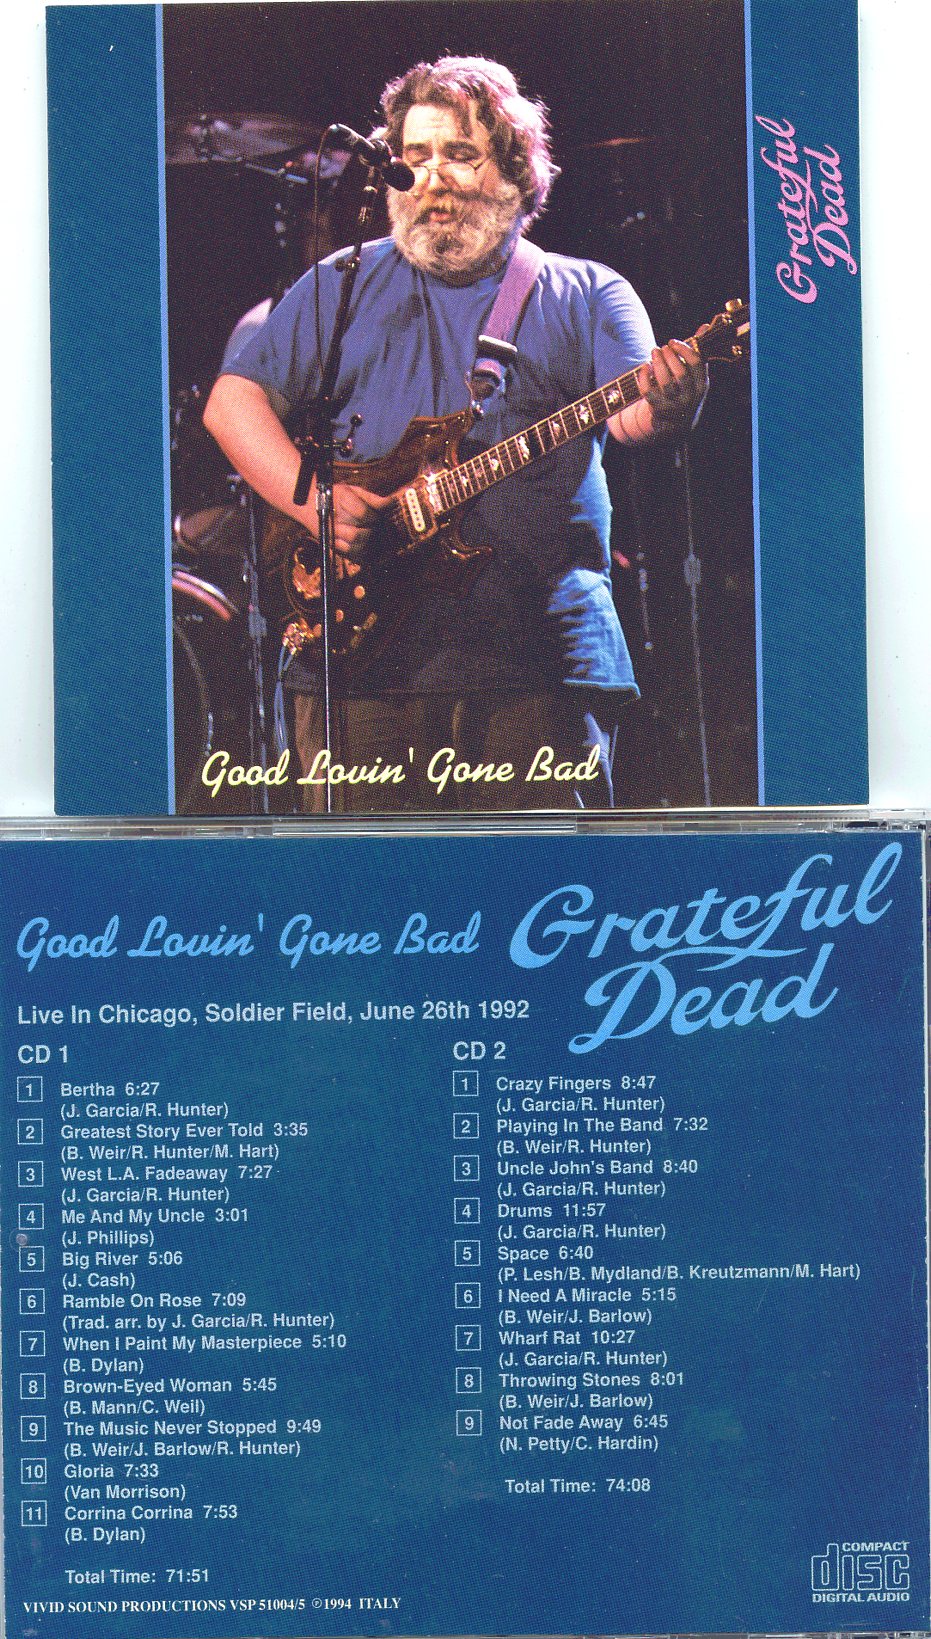 Grateful
Dead
Good Lovin' Gone Bad
Good Lovin' Gone Bad
Grateful
Dead
Live In Chicago, Soldier Field, June 26th 1992
CD 1
1 Bertha 6:27
(J. Garcia/R. Hunter)
2 Greatest Story Ever Told 3:35
(B. Weir/R. Hunter/M. Hart)
3 West L.A. Fadeaway 7:27
(J. Garcia/R. Hunter)
4 Me And My Uncle 3:01
(J. Phillips)
5 Big River 5:06
(J. Cash)
6 Ramble On Rose 7:09
(Trad. arr. by J. Garcia/R. Hunter)
7 When I Paint My Masterpiece 5:10
(B. Dylan)
8 Brown-Eyed Woman 5:45
(B. Mann/C. Weil)
9 The Music Never Stopped 9:49
(B. Weir/J. Barlow/R. Hunter)
10 Gloria 7:33
(Van Morrison)
11 Corrina Corrina 7:53
(B. Dylan)
Total Time: 71:51
CD 2
1 Crazy Fingers 8:47
(J. Garcia/R. Hunter)
2 Playing In The Band 7:32
(B. Weir/R. Hunter)
3 Uncle John's Band 8:40
(J. Garcia/R. Hunter)
4 Drums 11:57
(J. Garcia/R. Hunter)
5 Space 6:40
(P. Lesh/B. Mydland/B. Kreutzmann/M. Hart)
6 I Need A Miracle 5:15
(B. Weir/J. Barlow)
7 Wharf Rat 10:27
(J. Garcia/R. Hunter)
8 Throwing Stones 8:01
(B. Weir/J. Barlow)
9 Not Fade Away 6:45
(N. Petty/C. Hardin)
Total Time: 74:08
VIVID SOUND PRODUCTIONS VSP 51004/5 ℗1994 ITALY
COMPACT
disc
DIGITAL AUDIO